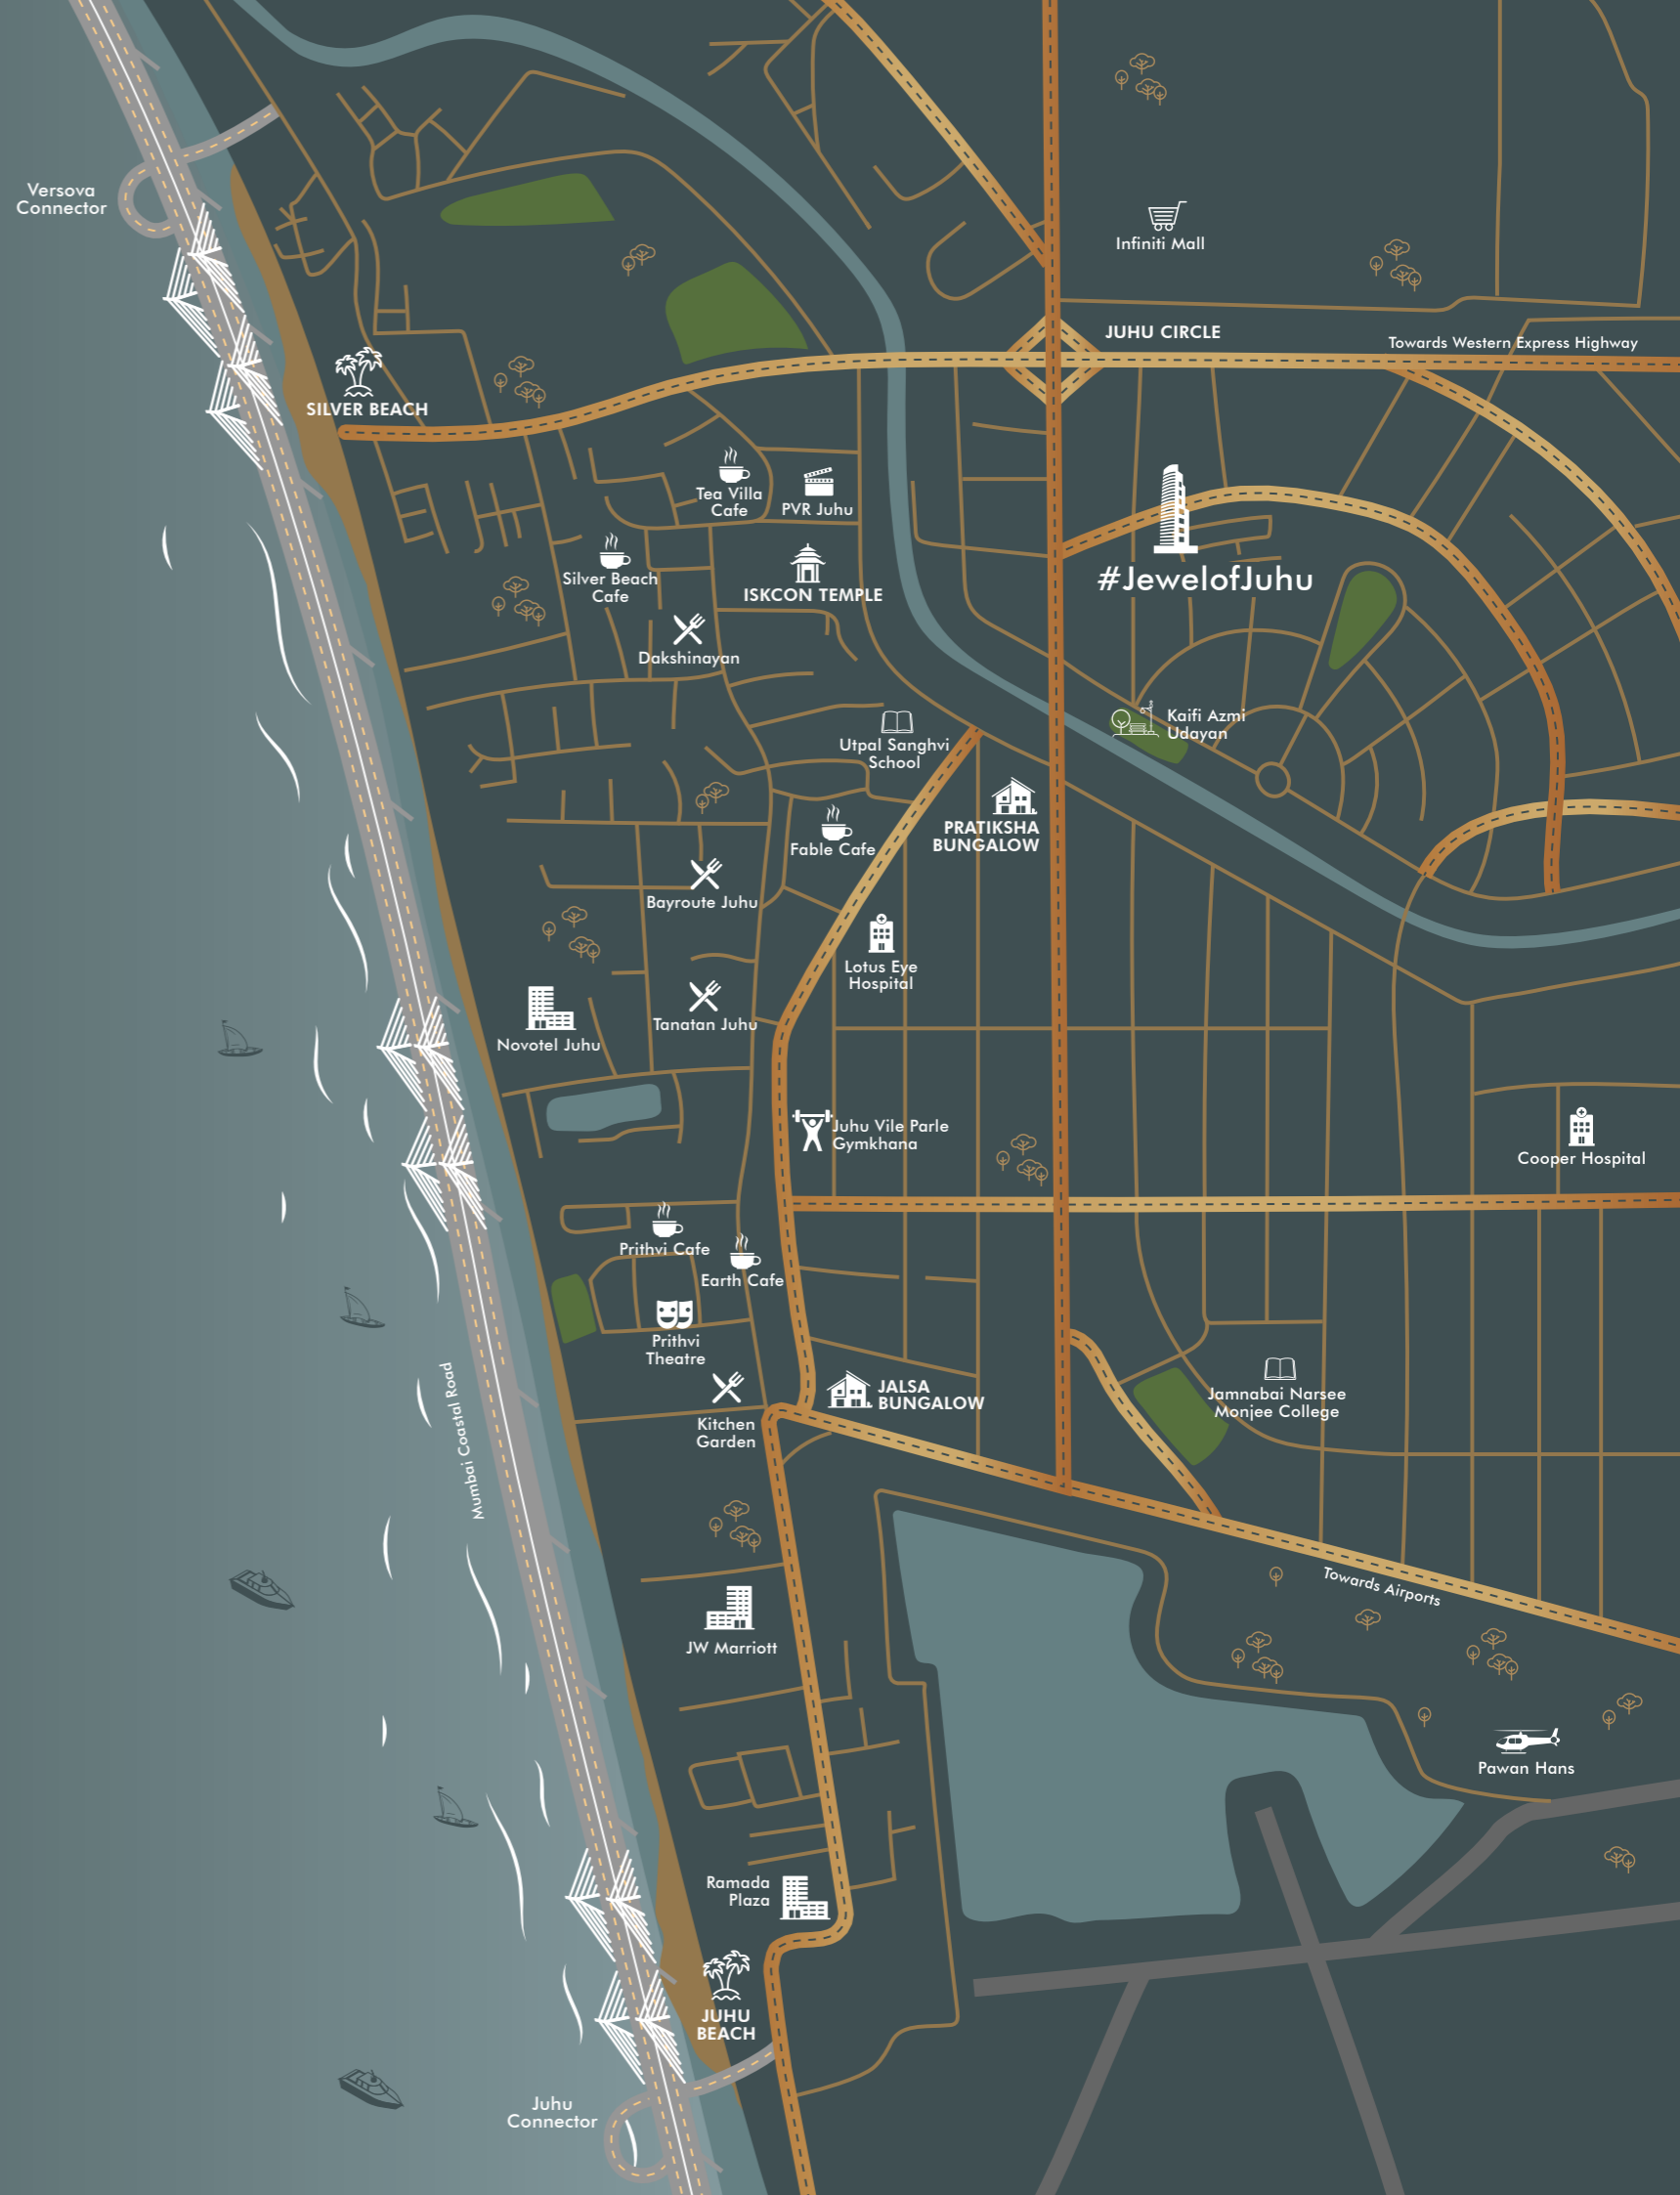 Versova
Connector
Infiniti Mall
JUHU CIRCLE
Towards Western Express Highway
SILVER BEACH
Tea Villa
Cafe
PVR Juhu
Silver Beach
Cafe
ISKCON TEMPLE
#JewelofJuhu
Dakshinayan
Kaifi Azmi
Udayan
Utpal Sanghvi
School
PRATIKSHA
BUNGALOW
Fable Cafe
Bayroute Juhu
Lotus Eye
Hospital
Tanatan Juhu
Novotel Juhu
Juhu Vile Parle
Gymkhana
Cooper Hospital
Prithvi Cafe
Earth Cafe
Prithvi
Theatre
JALSA
BUNGALOW
Jamnabai Narsee
Monjee College
Kitchen
Garden
Mumbai Coastal Road
Towards Airports
JW Marriott
Pawan Hans
Ramada
Plaza
JUHU
BEACH
Juhu
Connector